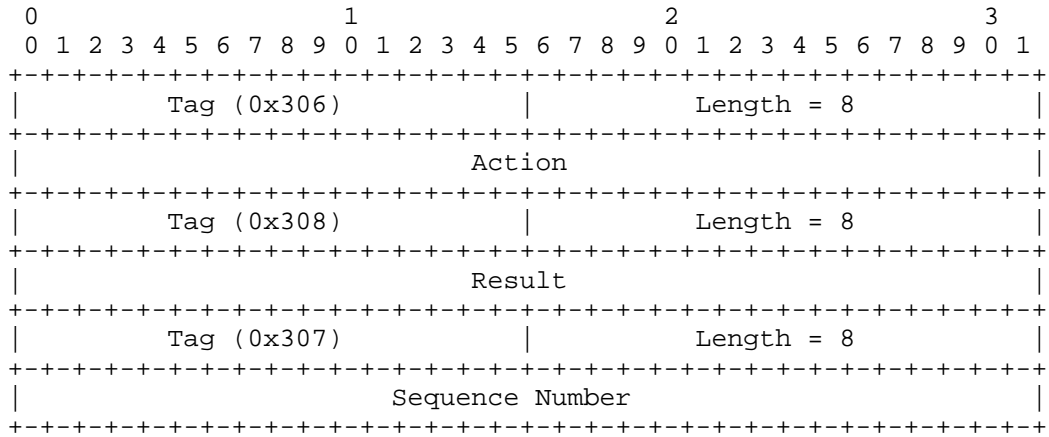 0                   1                   2                   3
 0 1 2 3 4 5 6 7 8 9 0 1 2 3 4 5 6 7 8 9 0 1 2 3 4 5 6 7 8 9 0 1
+-+-+-+-+-+-+-+-+-+-+-+-+-+-+-+-+-+-+-+-+-+-+-+-+-+-+-+-+-+-+-+-+
|         Tag (0x306)           |          Length = 8           |
+-+-+-+-+-+-+-+-+-+-+-+-+-+-+-+-+-+-+-+-+-+-+-+-+-+-+-+-+-+-+-+-+
|                            Action                             |
+-+-+-+-+-+-+-+-+-+-+-+-+-+-+-+-+-+-+-+-+-+-+-+-+-+-+-+-+-+-+-+-+
|         Tag (0x308)           |          Length = 8           |
+-+-+-+-+-+-+-+-+-+-+-+-+-+-+-+-+-+-+-+-+-+-+-+-+-+-+-+-+-+-+-+-+
|                            Result                             |
+-+-+-+-+-+-+-+-+-+-+-+-+-+-+-+-+-+-+-+-+-+-+-+-+-+-+-+-+-+-+-+-+
|         Tag (0x307)           |          Length = 8           |
+-+-+-+-+-+-+-+-+-+-+-+-+-+-+-+-+-+-+-+-+-+-+-+-+-+-+-+-+-+-+-+-+
|                       Sequence Number                         |
+-+-+-+-+-+-+-+-+-+-+-+-+-+-+-+-+-+-+-+-+-+-+-+-+-+-+-+-+-+-+-+-+